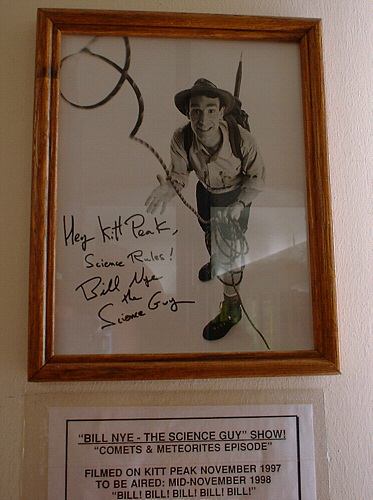 Hey Kitt Peak,
Science Rules!
Bill Nye
the
Science Guy
"BILL NYE - THE SCIENCE GUY" SHOW!
"COMETS & METEORITES EPISODE"
FILMED ON KITT PEAK NOVEMBER 1997
TO BE AIRED: MID-NOVEMBER 1998
"BILL! BILL! BILL! BILL! BILL!"